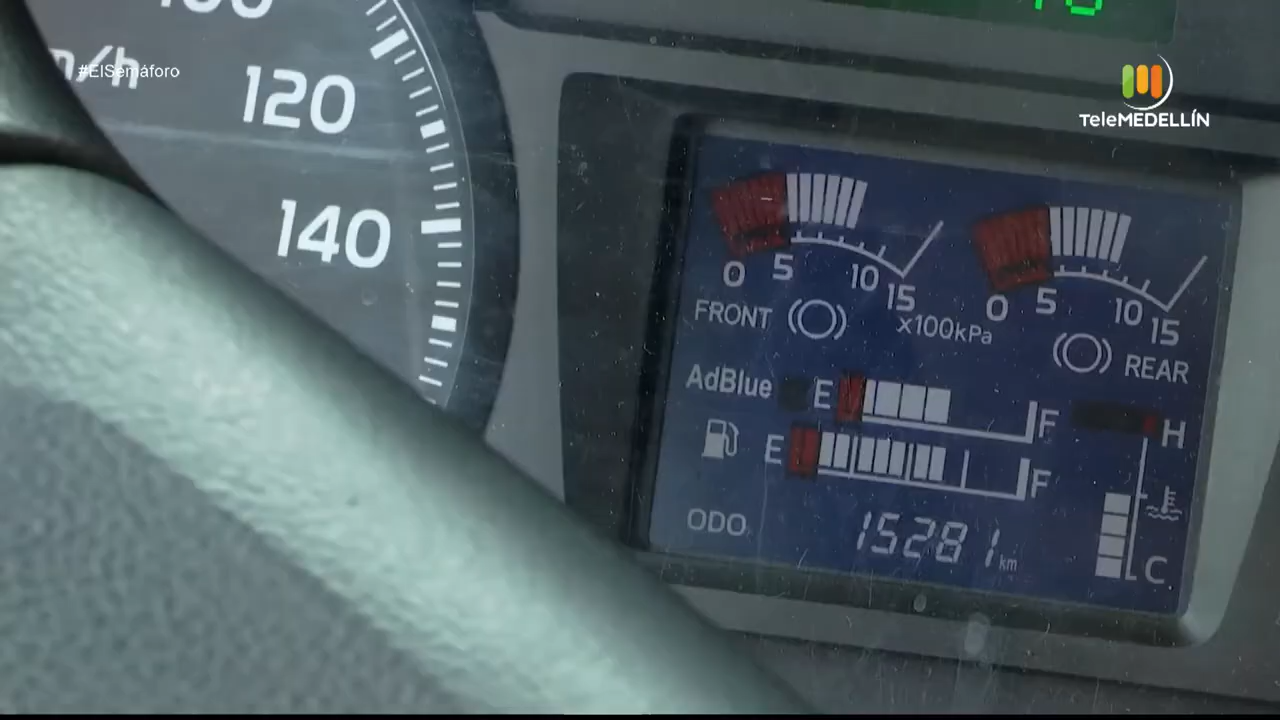 #ElSemáforo
TeleMEDELLÍN
120
140
0 5 10 15
FRONT
x100kPa
0 5 10 15
REAR
AdBlue E F
E F
H
ODO 15281 km
C